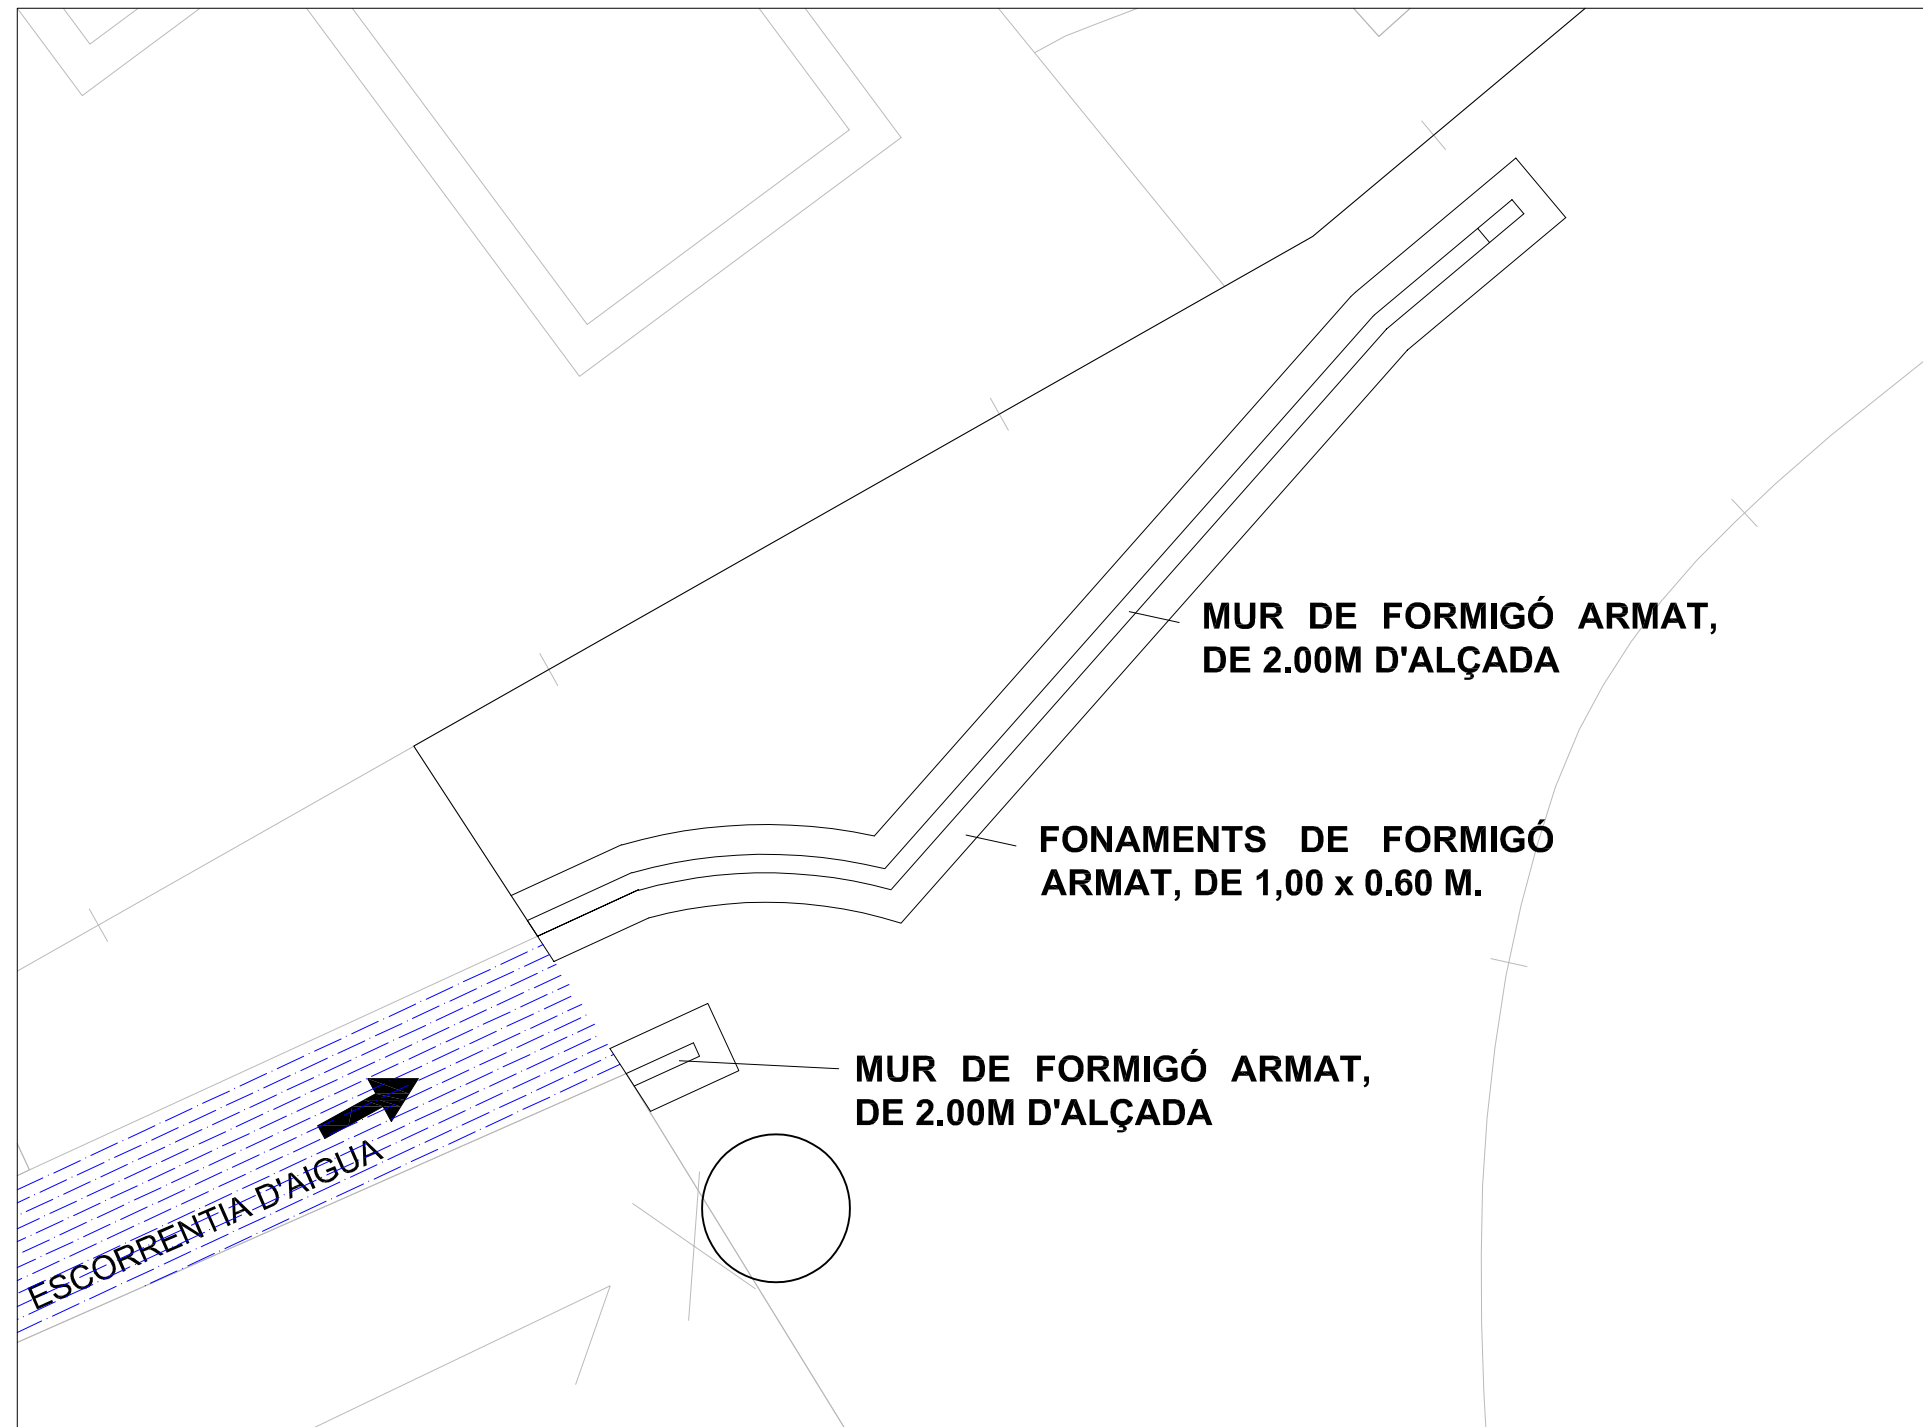 MUR DE FORMIGÓ ARMAT,
DE 2.00M D'ALÇADA
FONAMENTS DE FORMIGÓ
ARMAT, DE 1,00 x 0.60 M.
MUR DE FORMIGÓ ARMAT,
DE 2.00M D'ALÇADA
ESCORRENTIA D'AIGUA